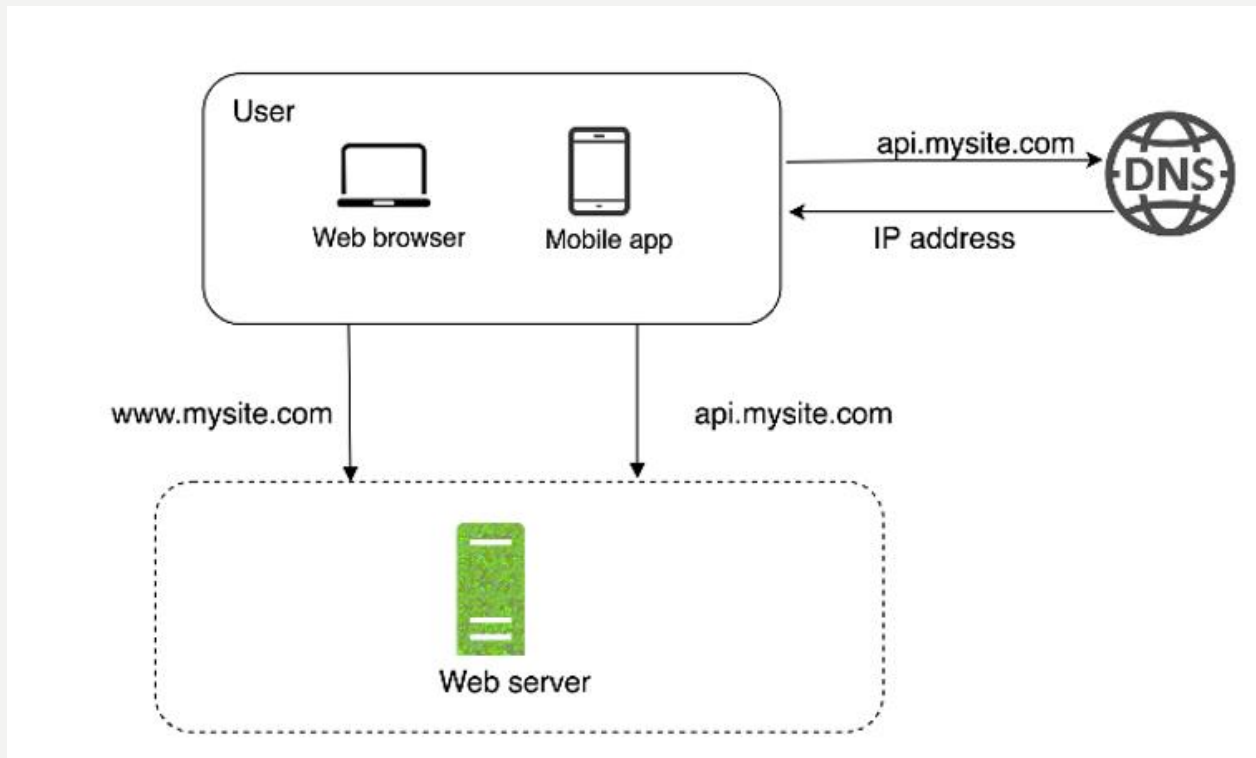 User
Web browser
Mobile app
api.mysite.com
DNS
IP address
www.mysite.com
api.mysite.com
Web server